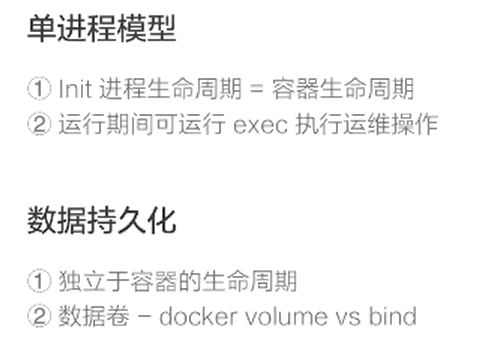 单进程模型
① Init 进程生命周期 = 容器生命周期
② 运行期间可运行 exec 执行运维操作
数据持久化
① 独立于容器的生命周期
② 数据卷 – docker volume vs bind